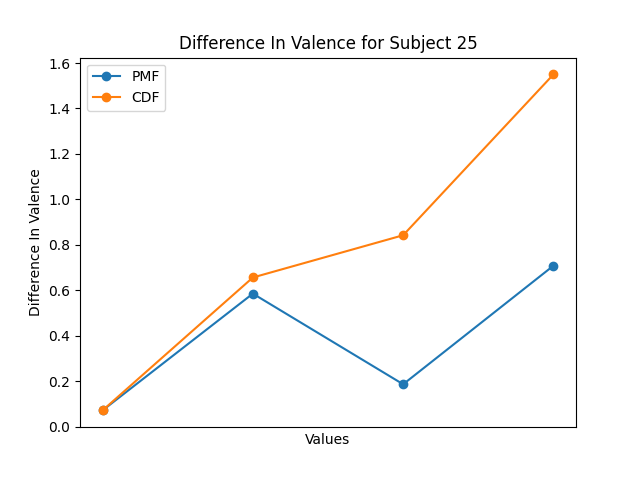 Difference In Valence for Subject 25
PMF
CDF
1.6
1.4
1.2
1.0
0.8
0.6
0.4
0.2
0.0
Difference In Valence
Values